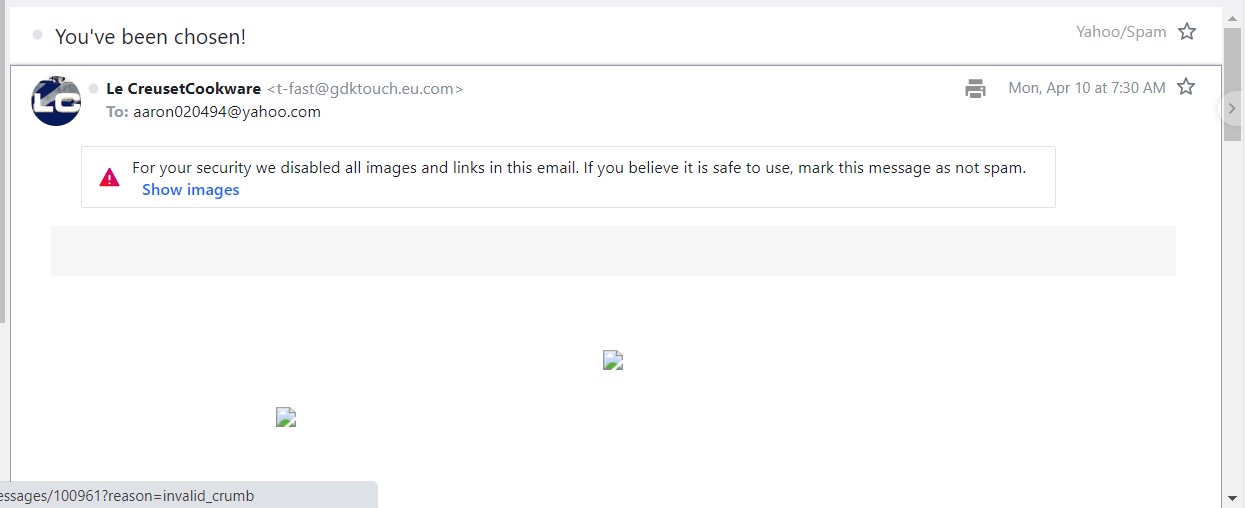 You've been chosen!
Yahoo/Spam
LC
Le CreusetCookware <t-fast@gdktouch.eu.com>
Mon, Apr 10 at 7:30 AM
To: aaron020494@yahoo.com
For your security we disabled all images and links in this email. If you believe it is safe to use, mark this message as not spam.
Show images
essages/100961?reason=invalid_crumb